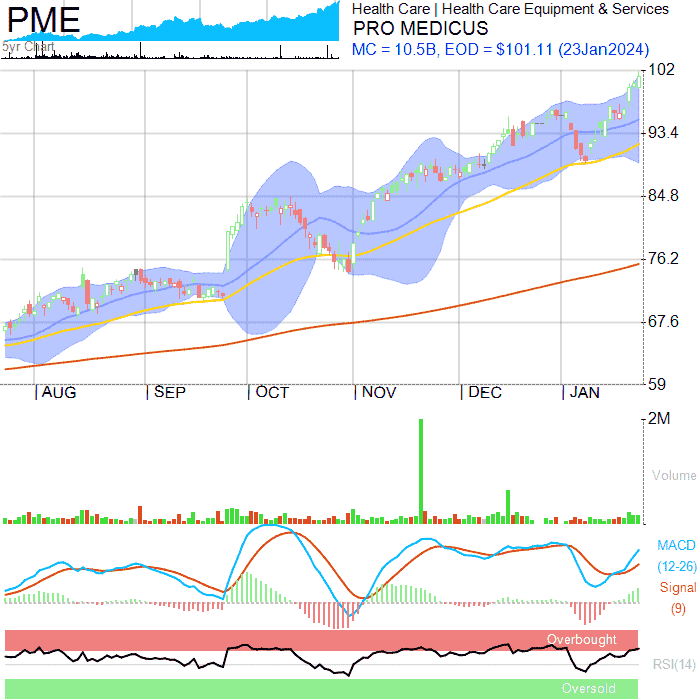 PME
5yr Chart
Health Care | Health Care Equipment & Services
PRO MEDICUS
MC = 10.5B, EOD = $101.11 (23Jan2024)
102
93.4
84.8
76.2
67.6
59
AUG SEP OCT NOV DEC JAN
2M
Volume
MACD
(12-26)
Signal
(9)
Overbought
RSI(14)
Oversold